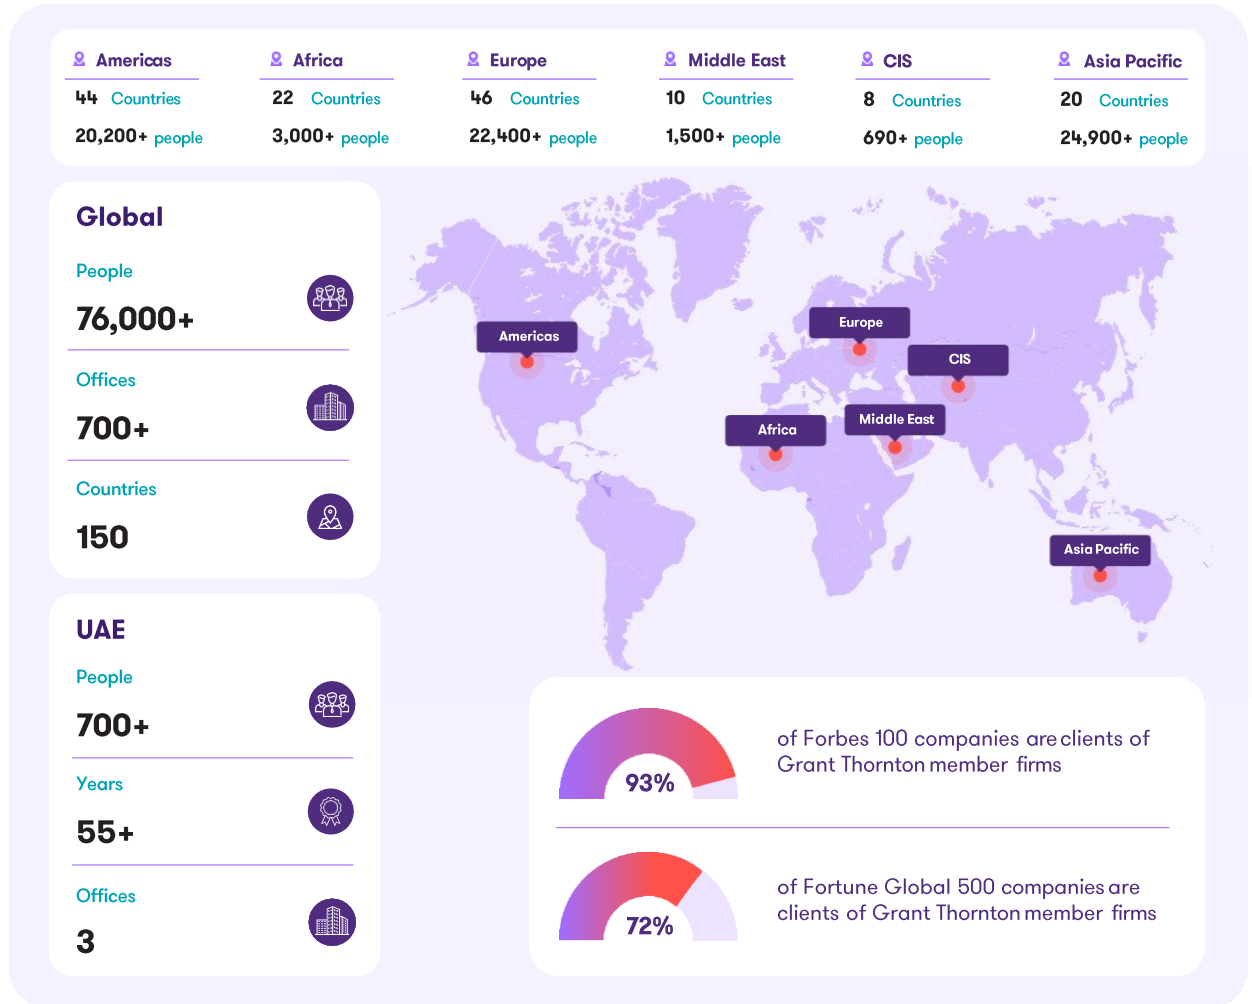 Americas
44 Countries
20,200+ people
Africa
22 Countries
3,000+ people
Europe
46 Countries
22,400+ people
Middle East
10 Countries
1,500+ people
CIS
8 Countries
690+ people
Asia Pacific
20 Countries
24,900+ people
Global
People
76,000+
Offices
700+
Countries
150
Americas
Europe
CIS
Africa
Middle East
Asia Pacific
UAE
People
700+
Years
55+
Offices
3
93%
of Forbes 100 companies are clients of
Grant Thornton member firms
72%
of Fortune Global 500 companies are
clients of Grant Thornton member firms